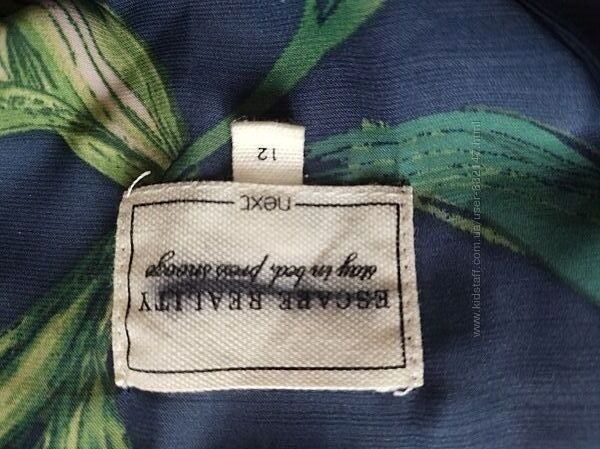 ESCAPE REALITY
stay in bed, press snooze
next
12